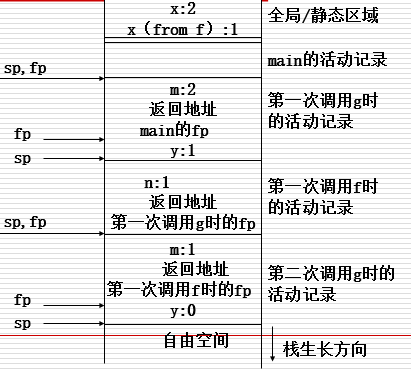 x:2
全局/静态区域
x（from f）:1
main的活动记录
sp,fp
m:2
第一次调用g时
返回地址
的活动记录
fp
main的fp
sp
y:1
n:1
第一次调用f时
返回地址
的活动记录
sp,fp
第一次调用g时的fp
m:1
返回地址
第二次调用g时的
第一次调用f时的fp
活动记录
fp
y:0
sp
自由空间
栈生长方向